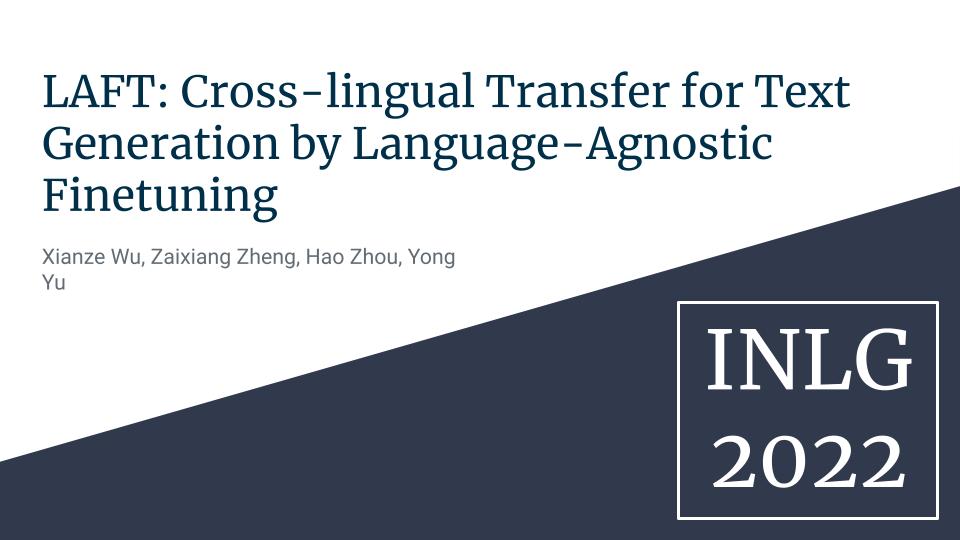 LAFT: Cross-lingual Transfer for Text
Generation by Language-Agnostic
Finetuning
Xianze Wu, Zaixiang Zheng, Hao Zhou, Yong
Yu
INLG
2022